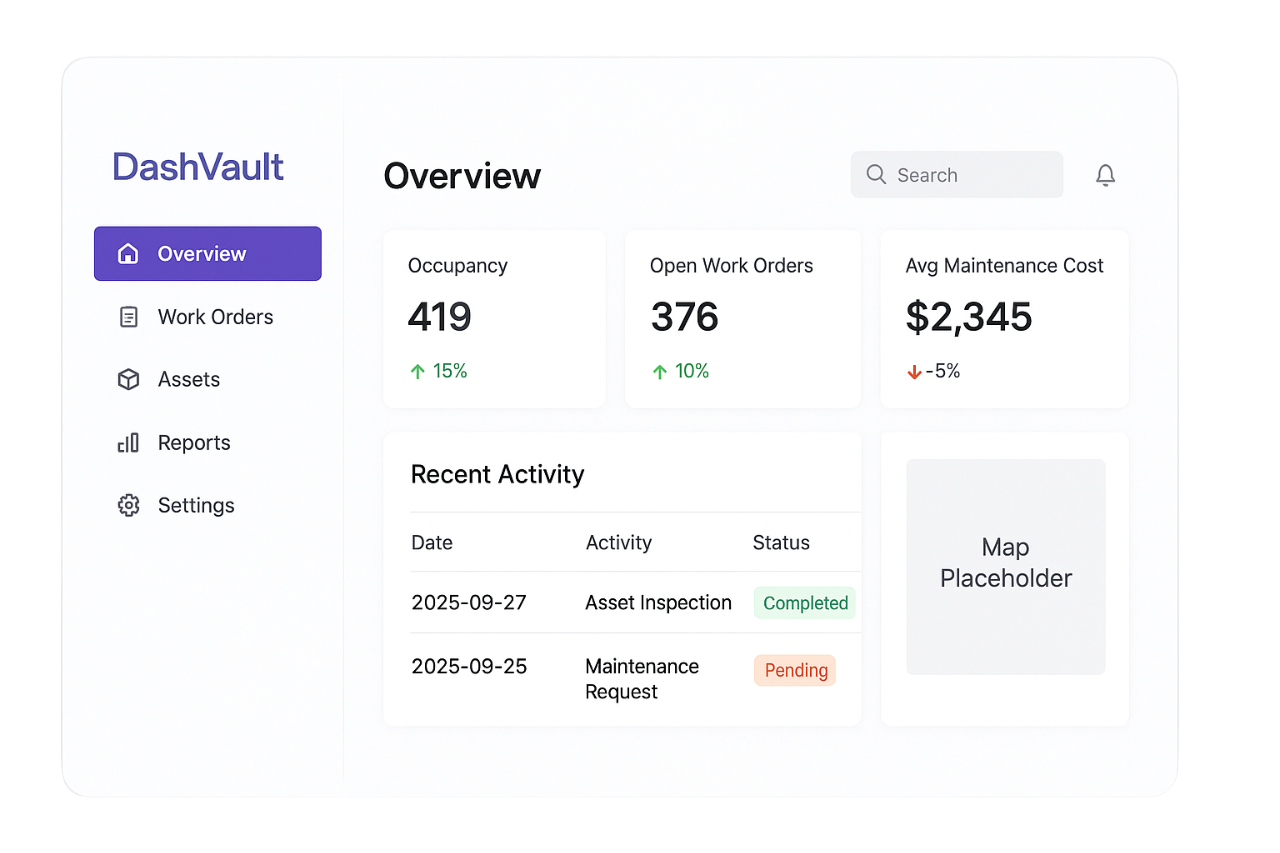 DashVault
Overview
Work Orders
Assets
Reports
Settings
Overview
Search
Occupancy
419
15%
Open Work Orders
376
10%
Avg Maintenance Cost
$2,345
-5%
Recent Activity
Date Activity Status
2025-09-27 Asset Inspection Completed
2025-09-25 Maintenance Pending
Request
Map
Placeholder